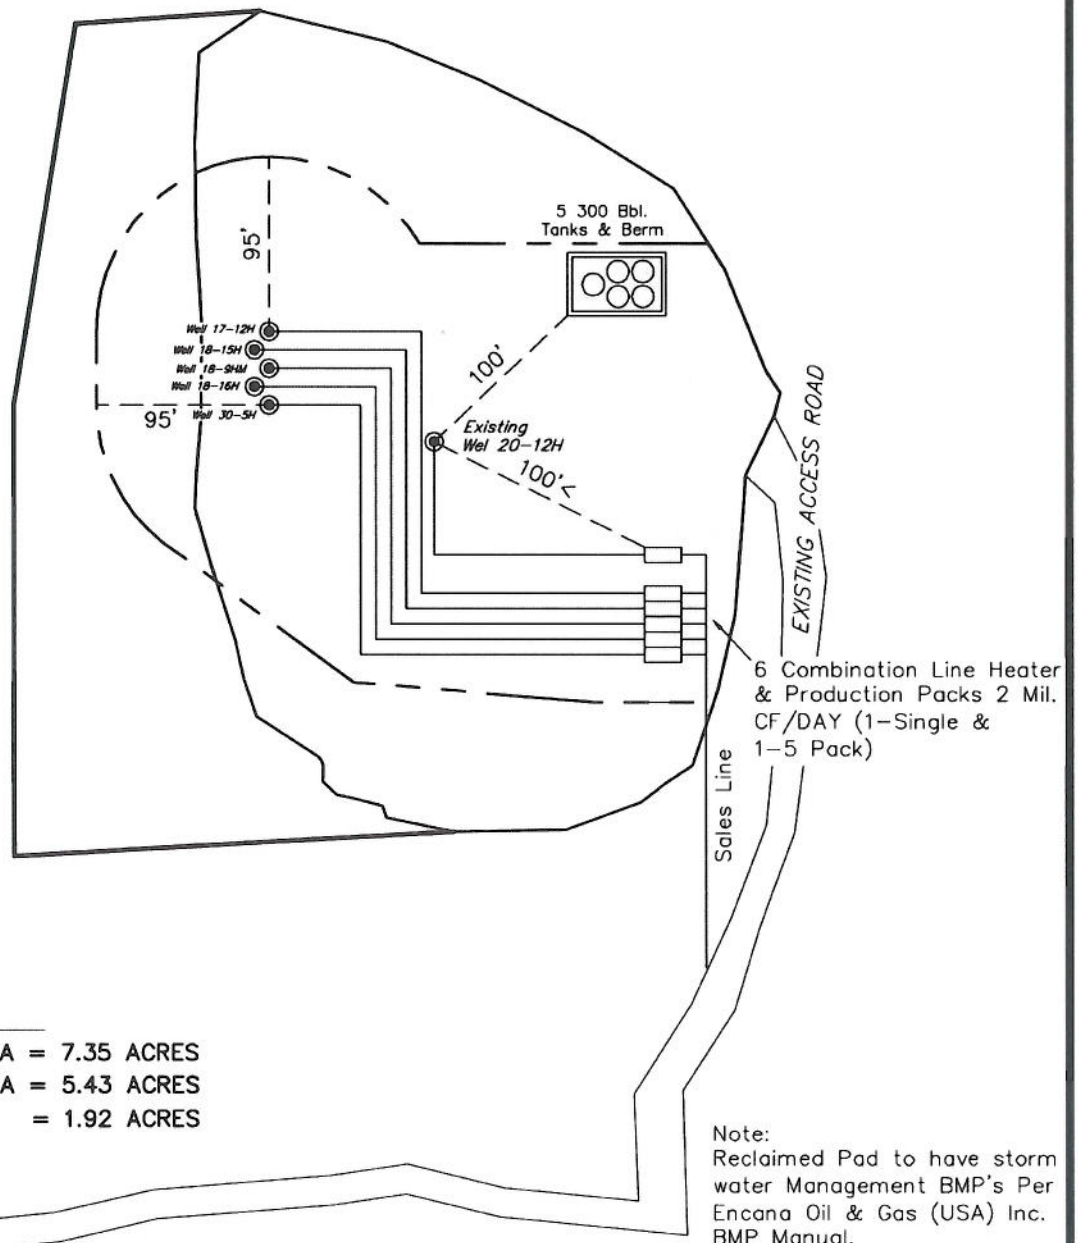 5 300 Bbl.
Tanks & Berm
95'
Well 17-12H
Well 18-15H
Well 18-9HM
Well 18-16H
Well 30-5H
95'
100'
Existing
Wel 20-12H
100'<
EXISTING ACCESS ROAD
6 Combination Line Heater
& Production Packs 2 Mil.
CF/DAY (1-Single &
1-5 Pack)
Sales Line
A = 7.35 ACRES
A = 5.43 ACRES
= 1.92 ACRES
Note:
Reclaimed Pad to have storm
water Management BMP's Per
Encana Oil & Gas (USA) Inc.
BMP Manual.